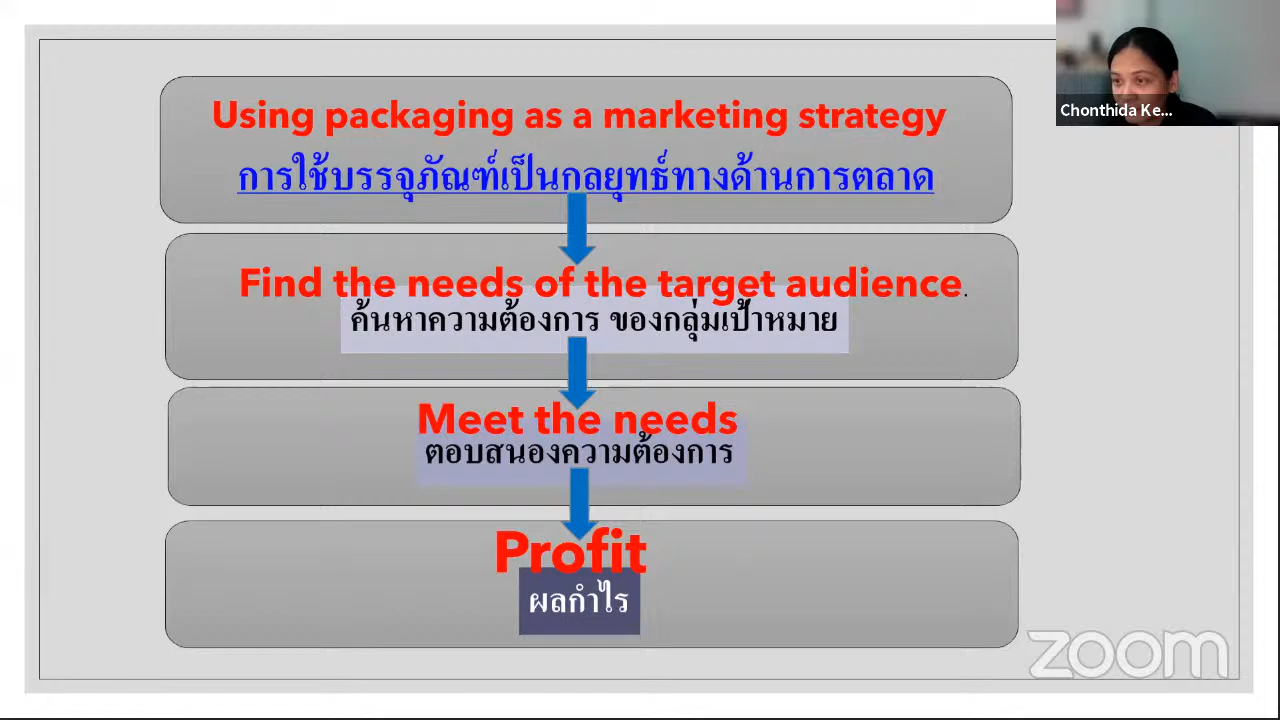 Using packaging as a marketing strategy
การใช้บรรจุภัณฑ์เป็นกลยุทธ์ทางด้านการตลาด
Find the needs of the target audience.
ค้นหาความต้องการ ของกลุ่มเป้าหมาย
Meet the needs
ตอบสนองความต้องการ
Profit
ผลกำไร
Chonthida Ke...
zoom